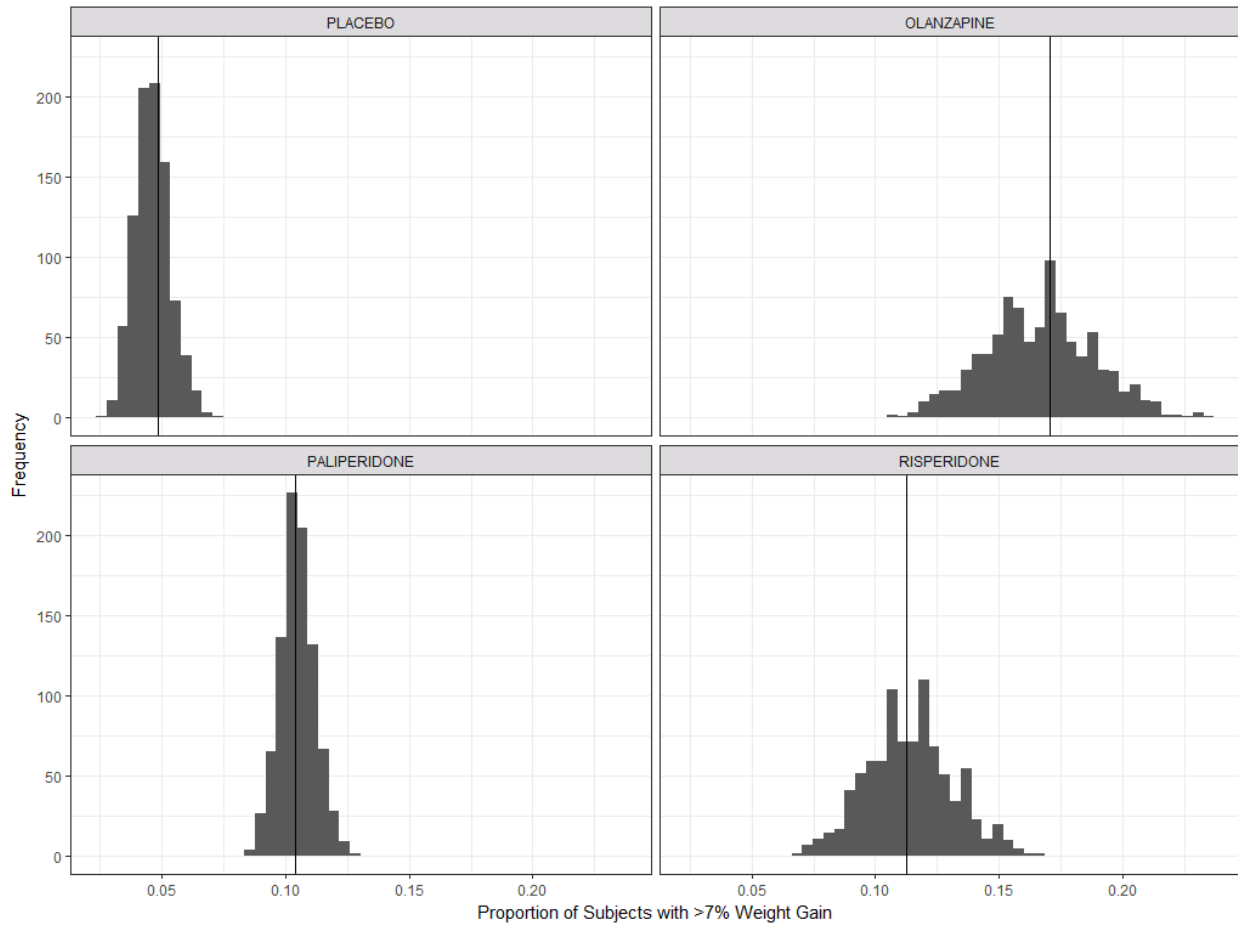 PLACEBO
OLANZAPINE
200
150
100
50
0
PALIPERIDONE
RISPERIDONE
200
150
100
50
0
Frequency
0.05 0.10 0.15 0.20 0.05 0.10 0.15 0.20
Proportion of Subjects with >7% Weight Gain